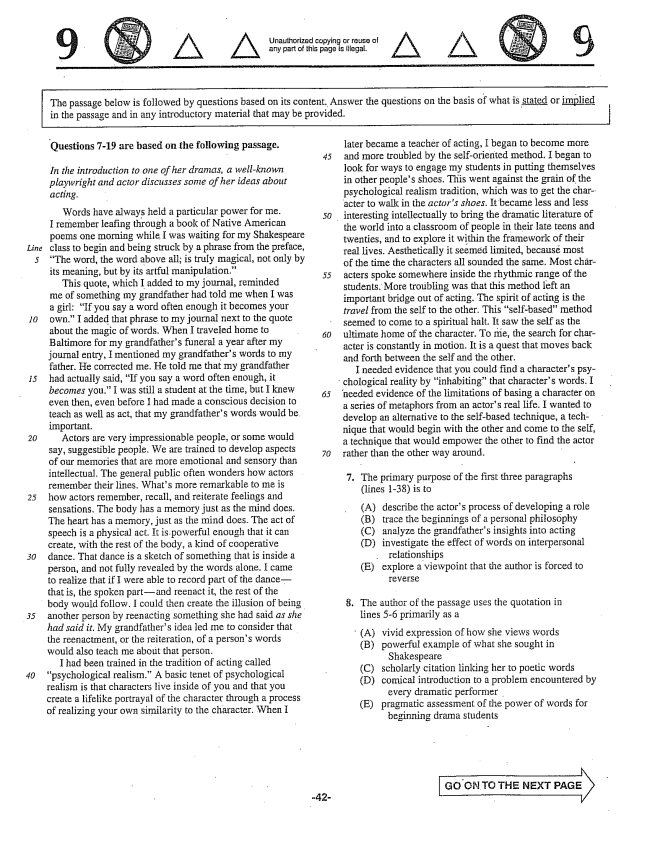 9
Unauthorized copying or reuse of
any part of this page is illegal.
9
The passage below is followed by questions based on its content. Answer the questions on the basis of what is stated or implied
in the passage and in any introductory material that may be provided.
Questions 7-19 are based on the following passage.
In the introduction to one of her dramas, a well-known
playwright and actor discusses some of her ideas about
acting.
Words have always held a particular power for me.
I remember leafing through a book of Native American
poems one morning while I was waiting for my Shakespeare
Line class to begin and being struck by a phrase from the preface,
5 “The word, the word above all; is truly magical, not only by
its meaning, but by its artful manipulation.”
This quote, which I added to my journal, reminded
me of something my grandfather had told me when I was
a girl: “If you say a word often enough it becomes your
10 own.” I added that phrase to my journal next to the quote
about the magic of words. When I traveled home to
Baltimore for my grandfather's funeral a year after my
journal entry, I mentioned my grandfather's words to my
father. He corrected me. He told me that my grandfather
15 had actually said, “If you say a word often enough, it
becomes you.” I was still a student at the time, but I knew
even then, even before I had made a conscious decision to
teach as well as act, that my grandfather's words would be
important.
20 Actors are very impressionable people, or some would
say, suggestible people. We are trained to develop aspects
of our memories that are more emotional and sensory than
intellectual. The general public often wonders how actors
remember their lines. What's more remarkable to me is
25 how actors remember, recall, and reiterate feelings and
sensations. The body has a memory just as the mind does.
The heart has a memory, just as the mind does. The act of
speech is a physical act. It is powerful enough that it can
create, with the rest of the body, a kind of cooperative
30 dance. That dance is a sketch of something that is inside a
person, and not fully revealed by the words alone. I came
to realize that if I were able to record part of the dance—
that is, the spoken part—and reenact it, the rest of the
body would follow. I could then create the illusion of being
35 another person by reenacting something she had said as she
had said it. My grandfather's idea led me to consider that
the reenactment, or the reiteration, of a person's words
would also teach me about that person.
I had been trained in the tradition of acting called
40 “psychological realism.” A basic tenet of psychological
realism is that characters live inside of you and that you
create a lifelike portrayal of the character through a process
of realizing your own similarity to the character. When I
later became a teacher of acting, I began to become more
45 and more troubled by the self-oriented method. I began to
look for ways to engage my students in putting themselves
in other people's shoes. This went against the grain of the
psychological realism tradition, which was to get the char-
acter to walk in the actor's shoes. It became less and less
50 interesting intellectually to bring the dramatic literature of
the world into a classroom of people in their late teens and
twenties, and to explore it within the framework of their
real lives. Aesthetically it seemed limited, because most
of the time the characters all sounded the same. Most char-
55 acters spoke somewhere inside the rhythmic range of the
students. More troubling was that this method left an
important bridge out of acting. The spirit of acting is the
travel from the self to the other. This “self-based” method
seemed to come to a spiritual halt. It saw the self as the
60 ultimate home of the character. To me, the search for char-
acter is constantly in motion. It is a quest that moves back
and forth between the self and the other.
I needed evidence that you could find a character's psy-
chological reality by “inhabiting” that character's words. I
65 needed evidence of the limitations of basing a character on
a series of metaphors from an actor's real life. I wanted to
develop an alternative to the self-based technique, a tech-
nique that would begin with the other and come to the self,
a technique that would empower the other to find the actor
70 rather than the other way around.
7. The primary purpose of the first three paragraphs
(lines 1-38) is to
(A) describe the actor's process of developing a role
(B) trace the beginnings of a personal philosophy
(C) analyze the grandfather's insights into acting
(D) investigate the effect of words on interpersonal
relationships
(E) explore a viewpoint that the author is forced to
reverse
8. The author of the passage uses the quotation in
lines 5-6 primarily as a
(A) vivid expression of how she views words
(B) powerful example of what she sought in
Shakespeare
(C) scholarly citation linking her to poetic words
(D) comical introduction to a problem encountered by
every dramatic performer
(E) pragmatic assessment of the power of words for
beginning drama students
GO ON TO THE NEXT PAGE
-42-